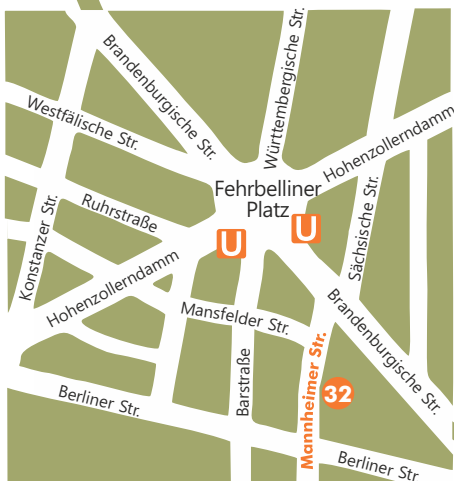 Brandenburgische Str.
Württembergische Str.
Westfälische Str.
Hohenzollerndamm
Fehrbelliner
Platz
Ruhrstraße
Konstanzer Str.
Sächsische Str.
U
U
Hohenzollerndamm
Mansfelder Str.
Brandenburgische Str.
Barstraße
Mannheimer Str.
32
Berliner Str.
Berliner Str